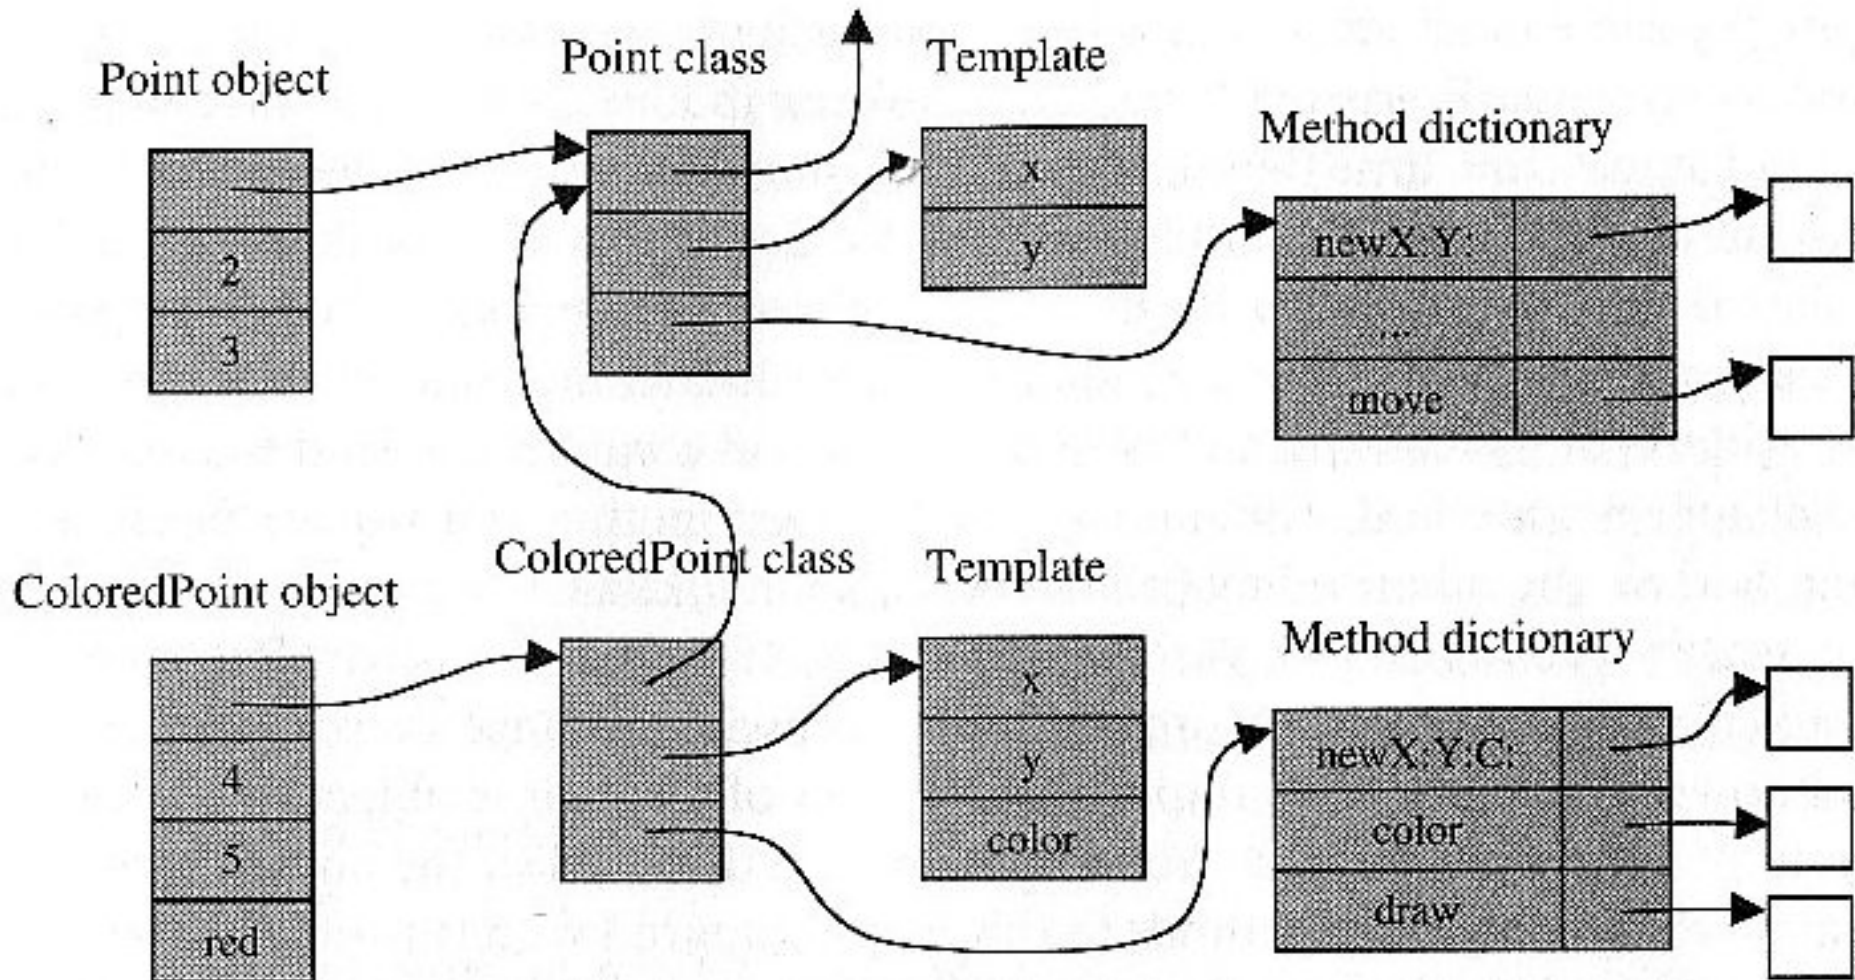 Point object
Point class
Template
Method dictionary
2
3
x
y
newX:Y:
...
move
ColoredPoint object
ColoredPoint class
Template
Method dictionary
4
5
red
x
y
color
newX:Y:C:
color
draw